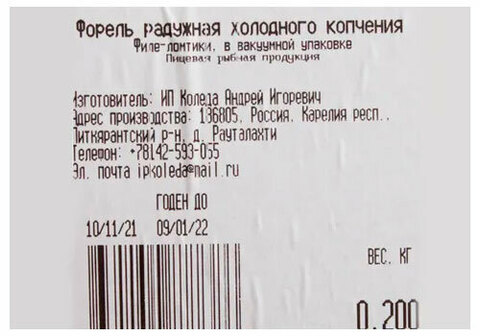 Форель радужная холодного копчения
Филе-ломтики, в вакуумной упаковке
Пищевая рыбная продукция
Изготовитель: ИП Коледа Андрей Игоревич
Адрес производства: 186805, Россия, Карелия респ.,
Питкярантский р-н, д. Рауталахти
Телефон: +78142-593-055
Эл. почта ipkoleda@mail.ru
ГОДЕН ДО
10/11/21 09/01/22
ВЕС, КГ
0.200